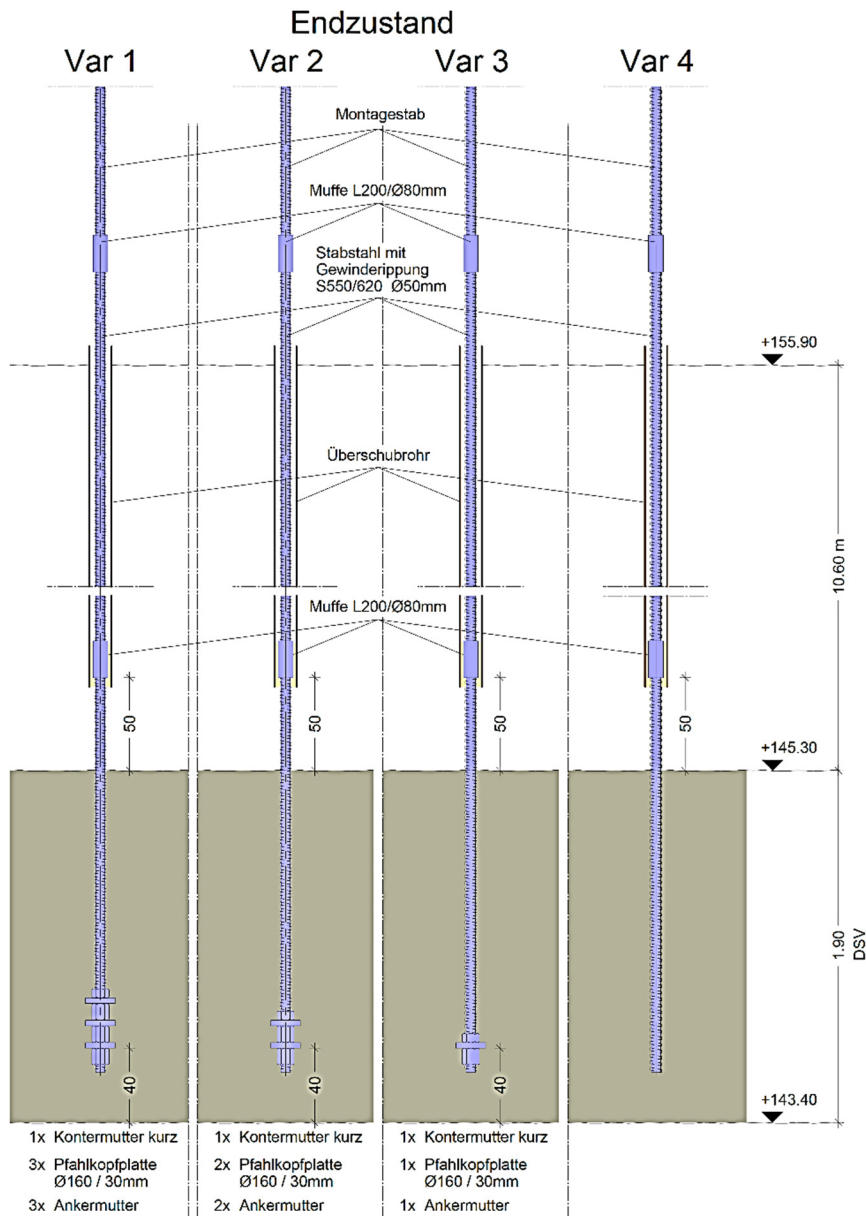 Endzustand
Var 1
Var 2
Var 3
Var 4
Montagestab
Muffe L200/Ø80mm
Stabstahl mit
Gewinderippung
S550/620 Ø50mm
+155.90
Überschubrohr
10.60 m
Muffe L200/Ø80mm
50
50
50
50
+145.30
1.90
DSV
40
40
40
+143.40
1x Kontermutter kurz
3x Pfahlkopfplatte
Ø160 / 30mm
3x Ankermutter
1x Kontermutter kurz
2x Pfahlkopfplatte
Ø160 / 30mm
2x Ankermutter
1x Kontermutter kurz
1x Pfahlkopfplatte
Ø160 / 30mm
1x Ankermutter